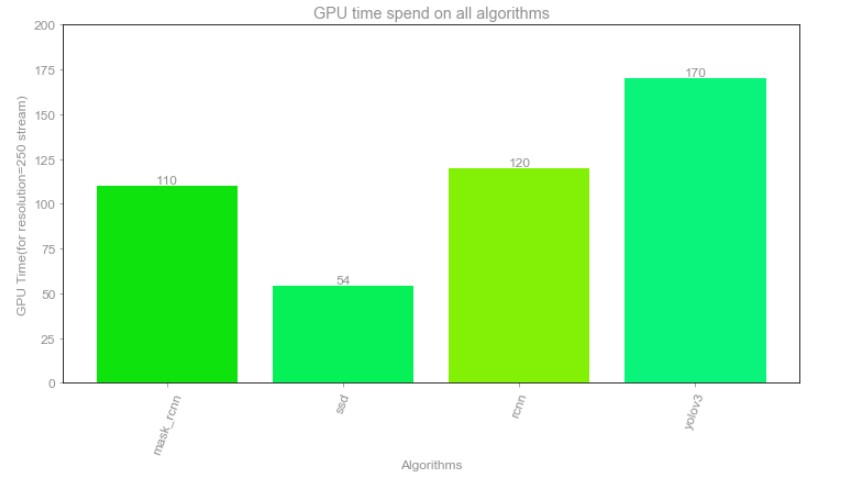 GPU time spend on all algorithms
200
175
150
125
100
75
50
25
0
GPU Time(for resolution=250 stream)
110
54
120
170
mask_rcnn
ssd
rcnn
yolov3
Algorithms